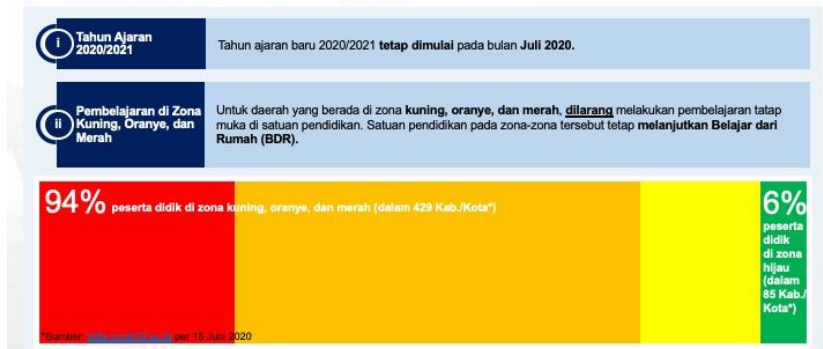 i
Tahun Ajaran
2020/2021
Tahun ajaran baru 2020/2021 tetap dimulai pada bulan Juli 2020.
ii
Pembelajaran di Zona
Kuning, Oranye, dan
Merah
Untuk daerah yang berada di zona kuning, oranye, dan merah, dilarang melakukan pembelajaran tatap
muka di satuan pendidikan. Satuan pendidikan pada zona-zona tersebut tetap melanjutkan Belajar dari
Rumah (BDR).
94% peserta didik di zona kuning, oranye, dan merah (dalam 429 Kab./Kota*)
6%
peserta
didik
di zona
hijau
(dalam
85 Kab./
Kota*)
*Sumber: per 15 Juni 2020